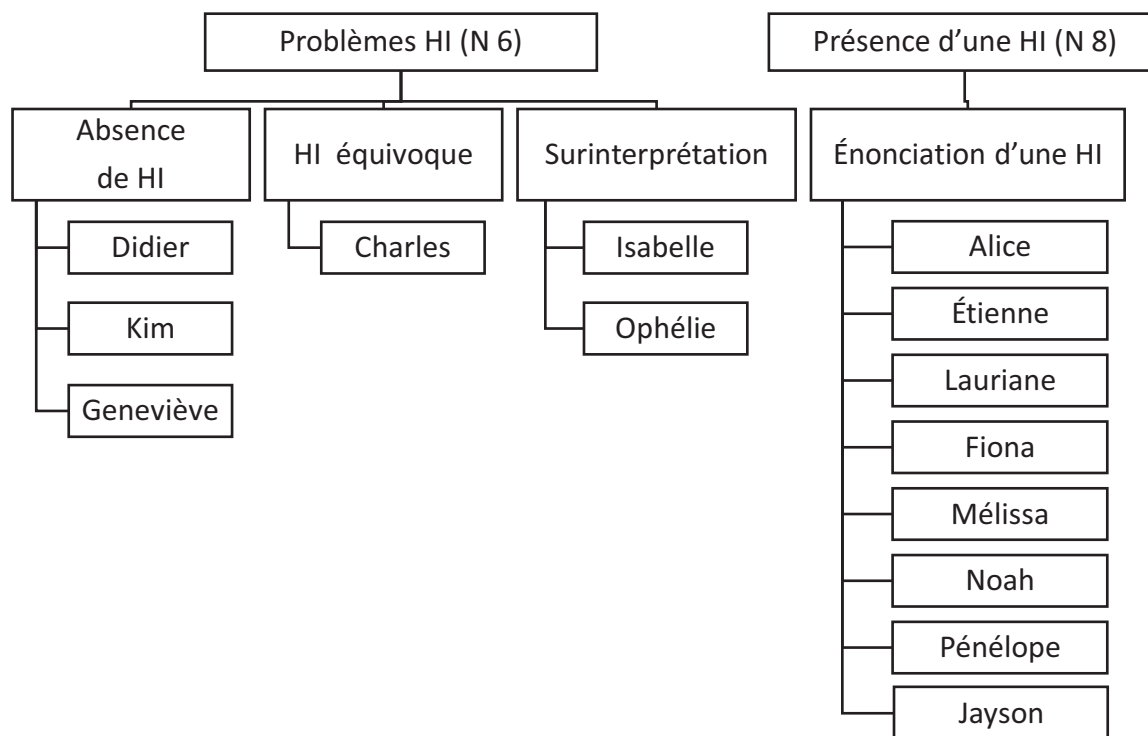 Problèmes HI (N 6)
Présence d’une HI (N 8)
Absence
de HI
HI équivoque
Surinterprétation
Énonciation d’une HI
Didier
Kim
Geneviève
Charles
Isabelle
Ophélie
Alice
Étienne
Lauriane
Fiona
Mélissa
Noah
Pénélope
Jayson